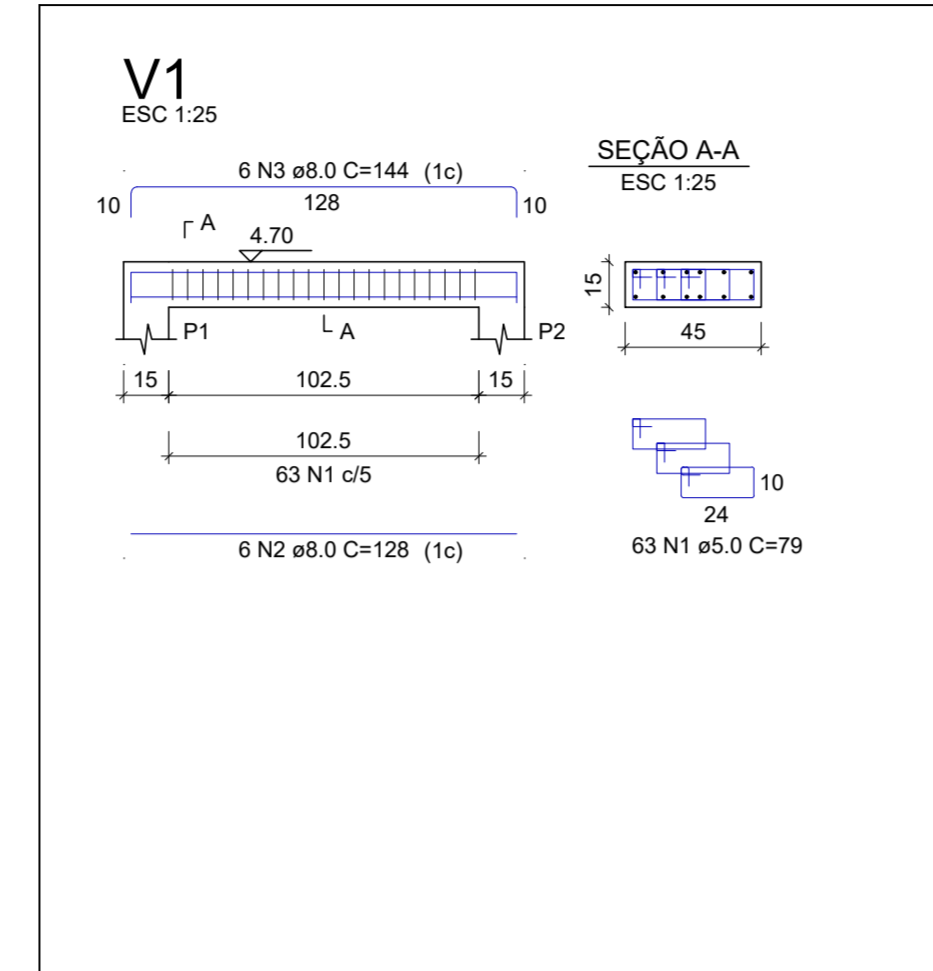 V1
ESC 1:25
SEÇÃO A-A
ESC 1:25
6 N3 ø8.0 C=144 (1c)
10 128 10
A
4.70
15
P1 A P2
45
15 102.5 15
102.5
63 N1 c/5
10
24
63 N1 ø5.0 C=79
6 N2 ø8.0 C=128 (1c)